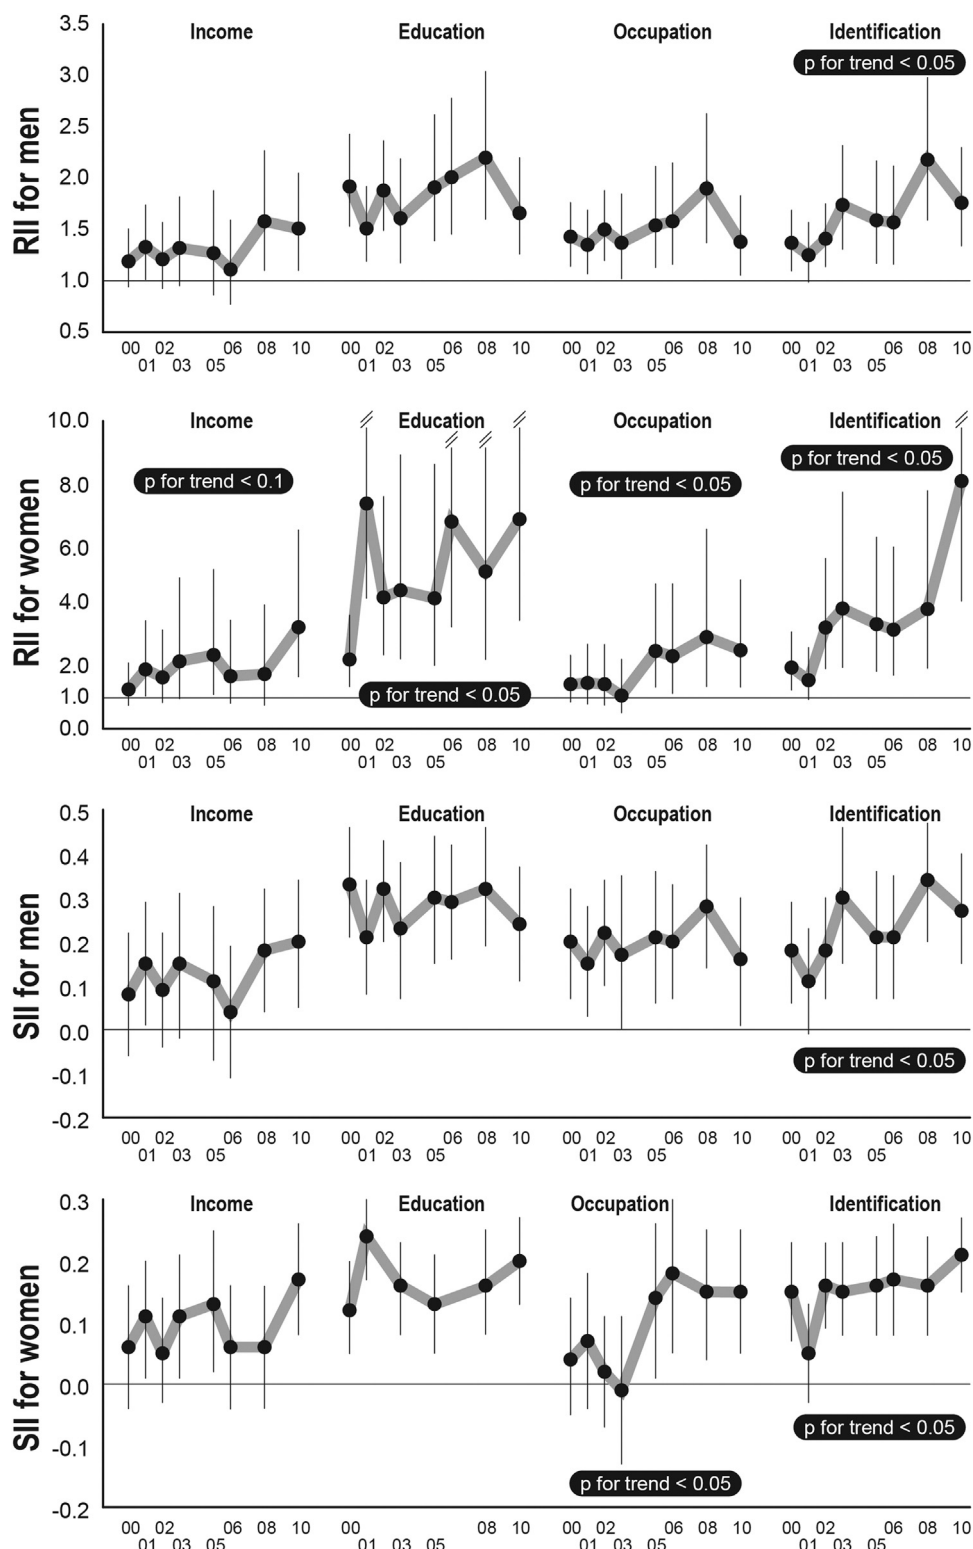 3.5
Income Education Occupation Identification
p for trend < 0.05
3.0
2.5
2.0
1.5
1.0
0.5
RII for men
00 02 06 08 10 00 02 06 08 10 00 02 06 08 10 00 02 06 08 10
01 03 05 01 03 05 01 03 05 01 03 05
10.0
Income Education Occupation Identification
p for trend < 0.1
p for trend < 0.05
p for trend < 0.05
8.0
6.0
4.0
2.0
p for trend < 0.05
1.0
0.0
RII for women
00 02 06 08 10 00 02 06 08 10 00 02 06 08 10 00 02 06 08 10
01 03 05 01 03 05 01 03 05 01 03 05
0.5
Income Education Occupation Identification
0.4
0.3
0.2
0.1
0.0
p for trend < 0.05
-0.1
-0.2
SII for men
00 02 06 08 10 00 02 06 08 10 00 02 06 08 10 00 02 06 08 10
01 03 05 01 03 05 01 03 05 01 03 05
0.3
Income Education Occupation Identification
0.2
0.1
0.0
-0.1
p for trend < 0.05
p for trend < 0.05
-0.2
SII for women
00 02 06 08 10 00 08 10 00 02 06 08 10 00 02 06 08 10
01 03 05 01 03 05 01 03 05 01 03 05